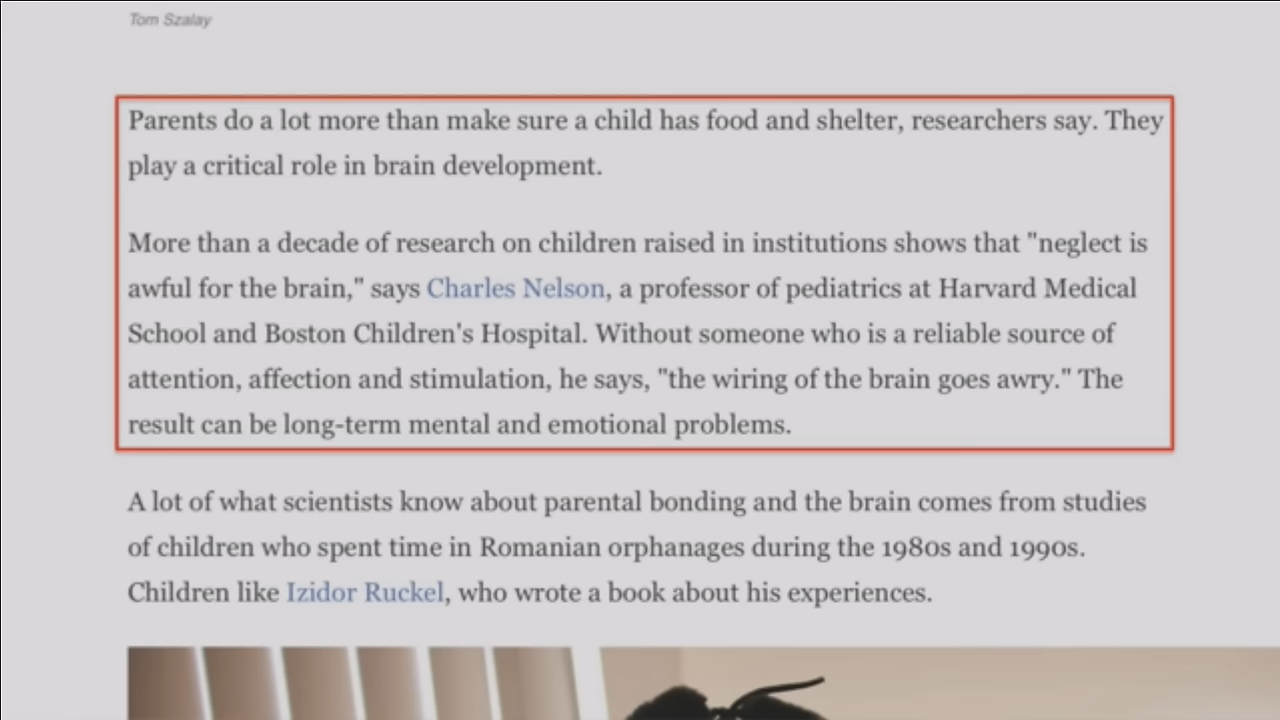 Tom Szalay
Parents do a lot more than make sure a child has food and shelter, researchers say. They
play a critical role in brain development.
More than a decade of research on children raised in institutions shows that "neglect is
awful for the brain," says Charles Nelson, a professor of pediatrics at Harvard Medical
School and Boston Children's Hospital. Without someone who is a reliable source of
attention, affection and stimulation, he says, "the wiring of the brain goes awry." The
result can be long-term mental and emotional problems.
A lot of what scientists know about parental bonding and the brain comes from studies
of children who spent time in Romanian orphanages during the 1980s and 1990s.
Children like Izidor Ruckel, who wrote a book about his experiences.